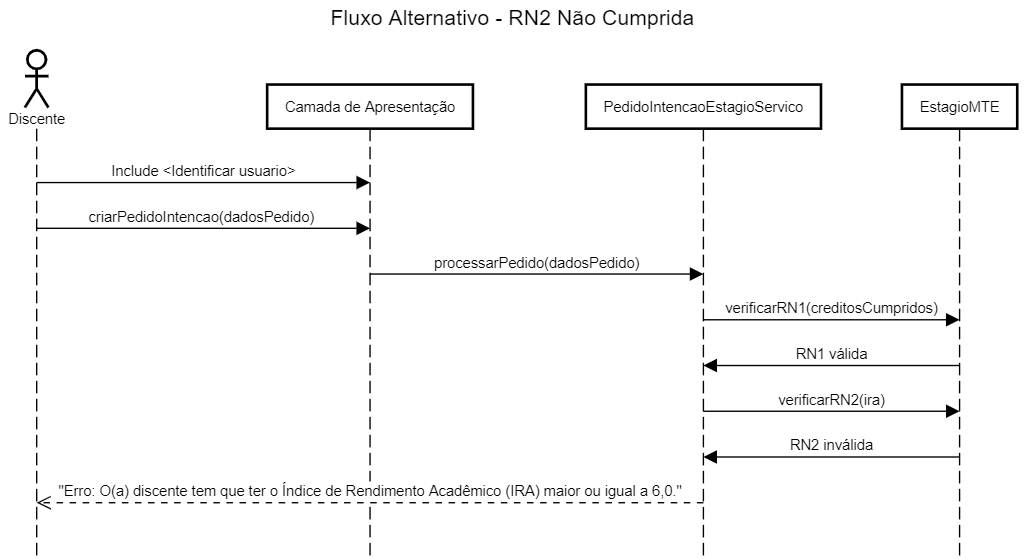 Fluxo Alternativo - RN2 Não Cumprida
Discente
Camada de Apresentação
PedidoIntencaoEstagioServico
EstagioMTE
Include <Identificar usuario>
criarPedidoIntencao(dadosPedido)
processarPedido(dadosPedido)
verificarRN1(creditosCumpridos)
RN1 válida
verificarRN2(ira)
RN2 inválida
"Erro: O(a) discente tem que ter o Índice de Rendimento Acadêmico (IRA) maior ou igual a 6,0."